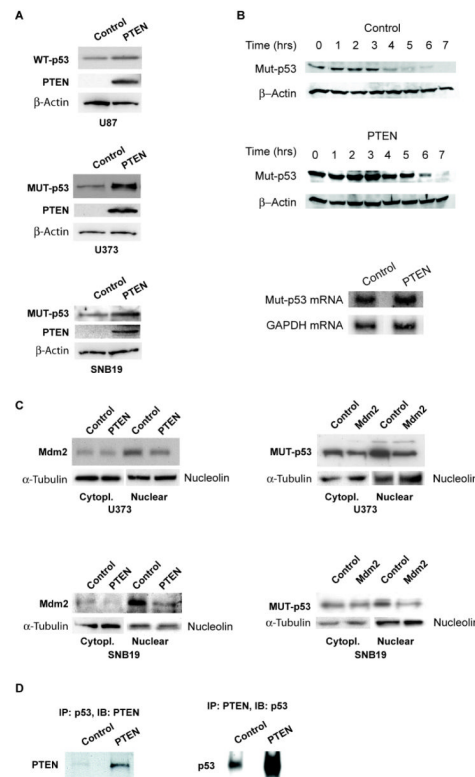 A
Control
PTEN
WT-p53
PTEN
β-Actin
U87
Control
PTEN
MUT-p53
PTEN
β-Actin
U373
Control
PTEN
MUT-p53
PTEN
β-Actin
SNB19
B
Control
Time (hrs) 0 1 2 3 4 5 6 7
Mut-p53
β–Actin
PTEN
Time (hrs) 0 1 2 3 4 5 6 7
Mut-p53
β–Actin
Control
PTEN
Mut-p53 mRNA
GAPDH mRNA
C
Control
PTEN
Control
PTEN
Mdm2
α-Tubulin Nucleolin
Cytopl. Nuclear
U373
Control
Mdm2
Control
Mdm2
MUT-p53
α-Tubulin Nucleolin
Cytopl. Nuclear
U373
Control
PTEN
Control
PTEN
Mdm2
α-Tubulin Nucleolin
Cytopl. Nuclear
SNB19
Control
Mdm2
Control
Mdm2
MUT-p53
α-Tubulin Nucleolin
Cytopl. Nuclear
SNB19
D
IP: p53, IB: PTEN
Control
PTEN
PTEN
IP: PTEN, IB: p53
Control
PTEN
p53